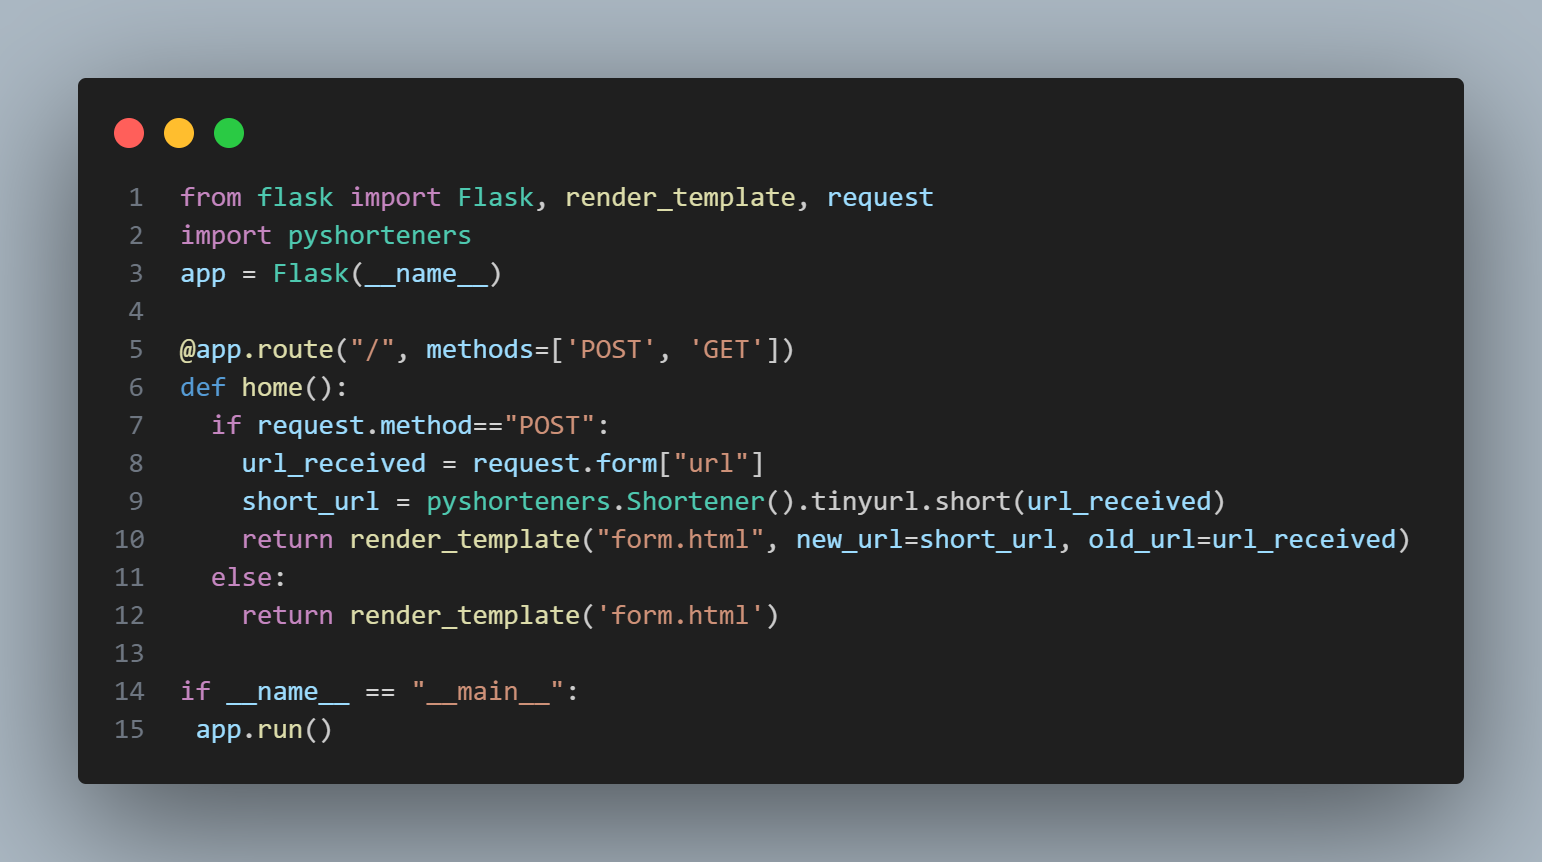 1 from flask import Flask, render_template, request
2 import pyshorteners
3 app = Flask(__name__)
4
5 @app.route("/", methods=['POST', 'GET'])
6 def home():
7   if request.method=="POST":
8     url_received = request.form["url"]
9     short_url = pyshorteners.Shortener().tinyurl.short(url_received)
10     return render_template("form.html", new_url=short_url, old_url=url_received)
11   else:
12     return render_template('form.html')
13
14 if __name__ == "__main__":
15  app.run()